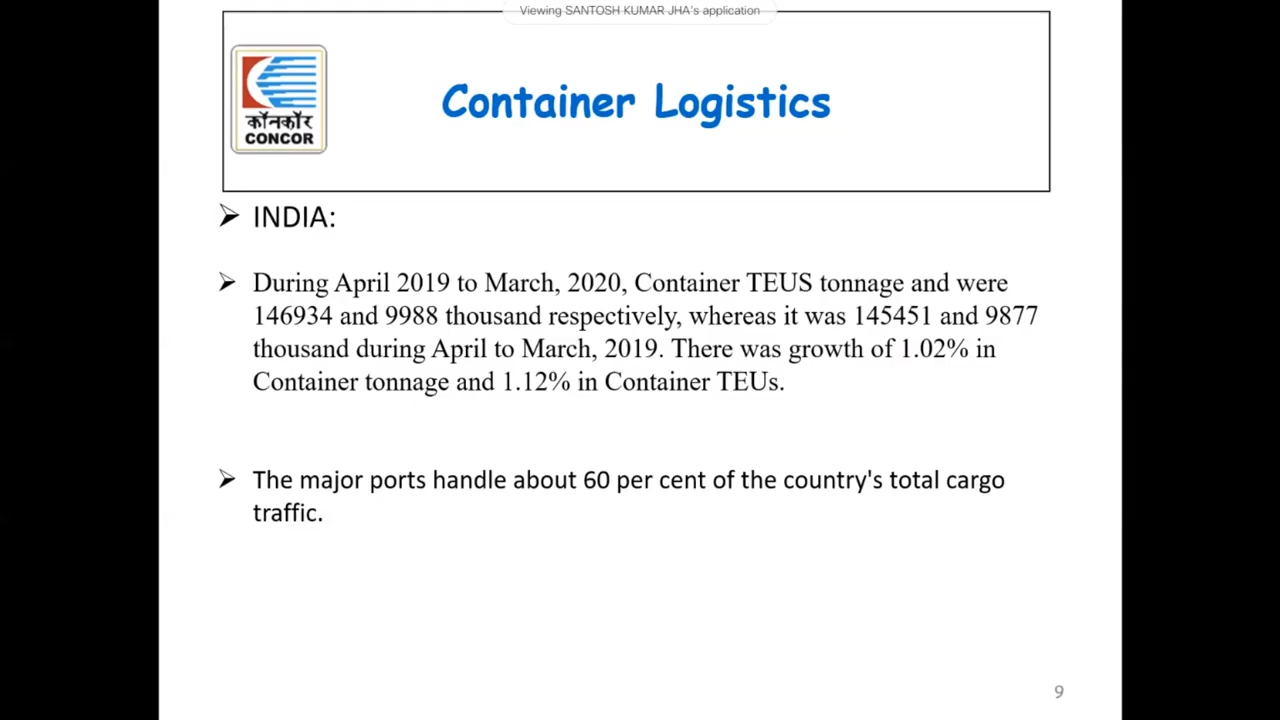 Viewing SANTOSH KUMAR JHA's application
कॉनकॉर
CONCOR
Container Logistics
➢ INDIA:
➢ During April 2019 to March, 2020, Container TEUS tonnage and were
146934 and 9988 thousand respectively, whereas it was 145451 and 9877
thousand during April to March, 2019. There was growth of 1.02% in
Container tonnage and 1.12% in Container TEUs.
➢ The major ports handle about 60 per cent of the country's total cargo
traffic.
9